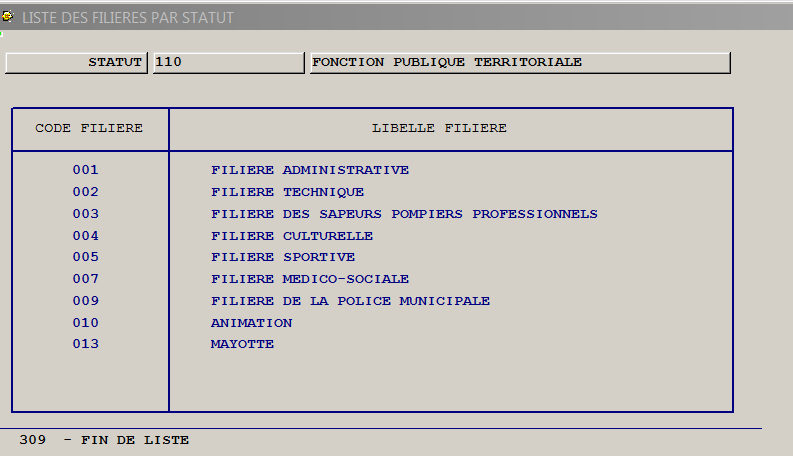 LISTE DES FILIERES PAR STATUT
STATUT 110 FONCTION PUBLIQUE TERRITORIALE
CODE FILIERE LIBELLE FILIERE
001 FILIERE ADMINISTRATIVE
002 FILIERE TECHNIQUE
003 FILIERE DES SAPEURS POMPIERS PROFESSIONNELS
004 FILIERE CULTURELLE
005 FILIERE SPORTIVE
007 FILIERE MEDICO-SOCIALE
009 FILIERE DE LA POLICE MUNICIPALE
010 ANIMATION
013 MAYOTTE
309 - FIN DE LISTE